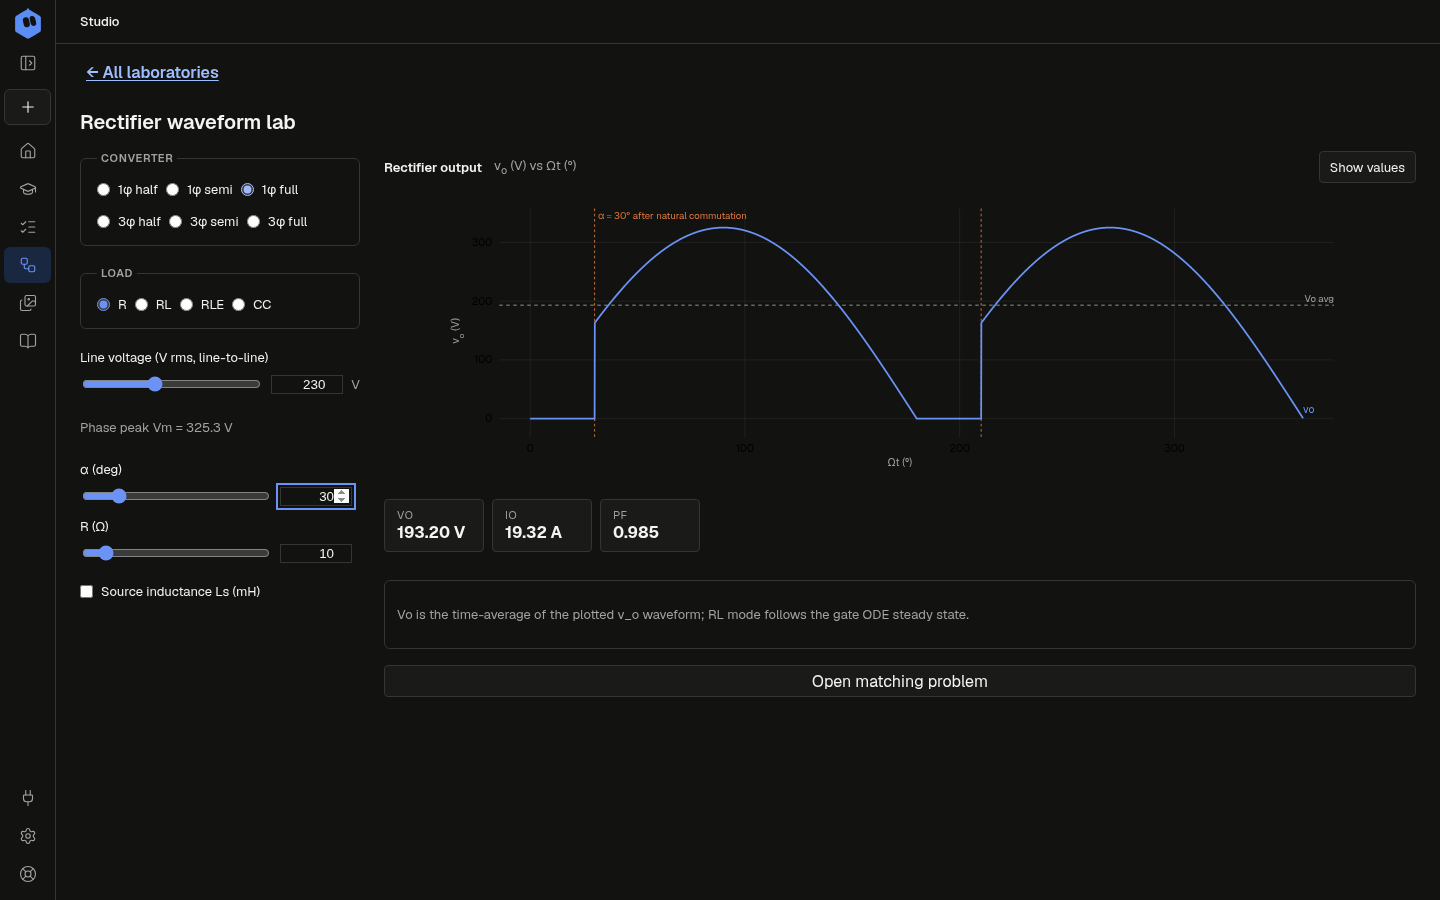 Studio
← All laboratories
Rectifier waveform lab
CONVERTER
1φ half 1φ semi 1φ full
3φ half 3φ semi 3φ full
LOAD
R RL RLE CC
Line voltage (V rms, line-to-line)
230 V
Phase peak Vm = 325.3 V
α (deg)
30
R (Ω)
10
Source inductance Ls (mH)
Rectifier output vo (V) vs Ωt (°)
Show values
α = 30° after natural commutation
300
200
100
0
vo (V)
Vo avg
vo
0 100 200 300
Ωt (°)
VO
193.20 V
IO
19.32 A
PF
0.985
Vo is the time-average of the plotted v_o waveform; RL mode follows the gate ODE steady state.
Open matching problem